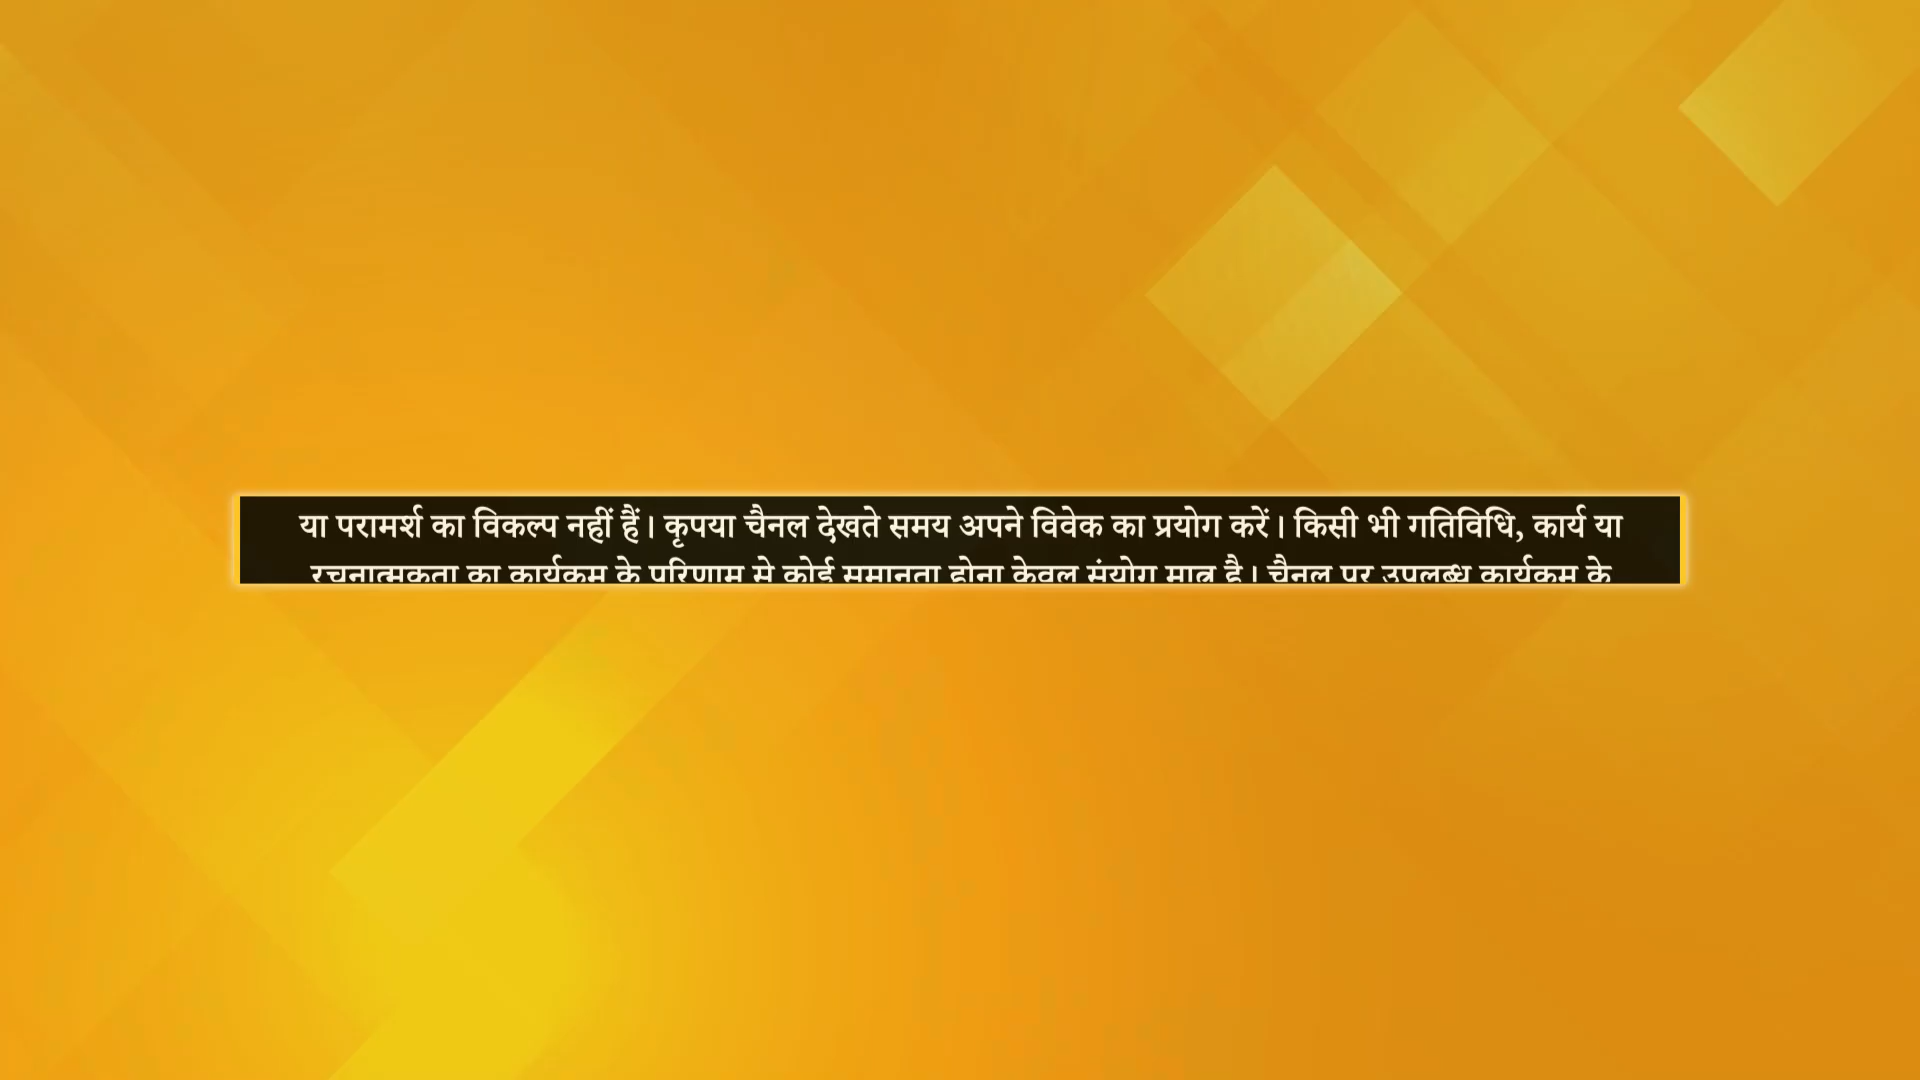 या परामर्श का विकल्प नहीं हैं। कृपया चैनल देखते समय अपने विवेक का प्रयोग करें। किसी भी गतिविधि, कार्य या
रचनात्मकता का कार्यक्रम के परिणाम से कोई समानता होना केवल संयोग मात्र है। चैनल पर उपलब्ध कार्यक्रम के